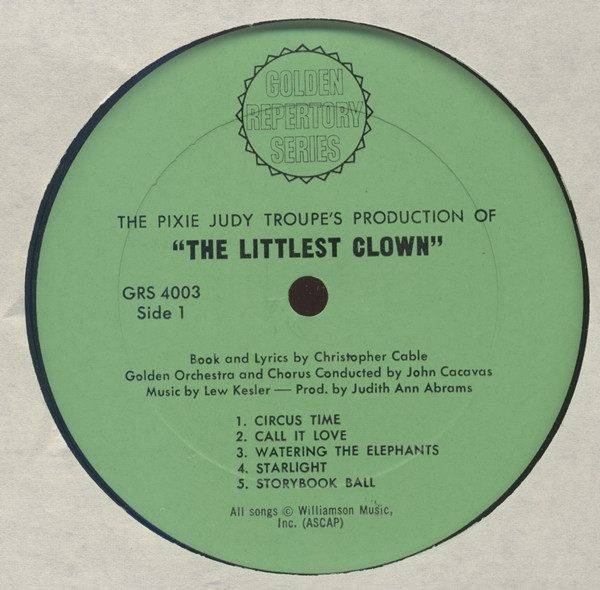 GOLDEN
REPERTORY
SERIES
THE PIXIE JUDY TROUPE'S PRODUCTION OF
"THE LITTLEST CLOWN"
GRS 4003
Side 1
Book and Lyrics by Christopher Cable
Golden Orchestra and Chorus Conducted by John Cacavas
Music by Lew Kesler — Prod. by Judith Ann Abrams
1. CIRCUS TIME
2. CALL IT LOVE
3. WATERING THE ELEPHANTS
4. STARLIGHT
5. STORYBOOK BALL
All songs © Williamson Music,
Inc. (ASCAP)